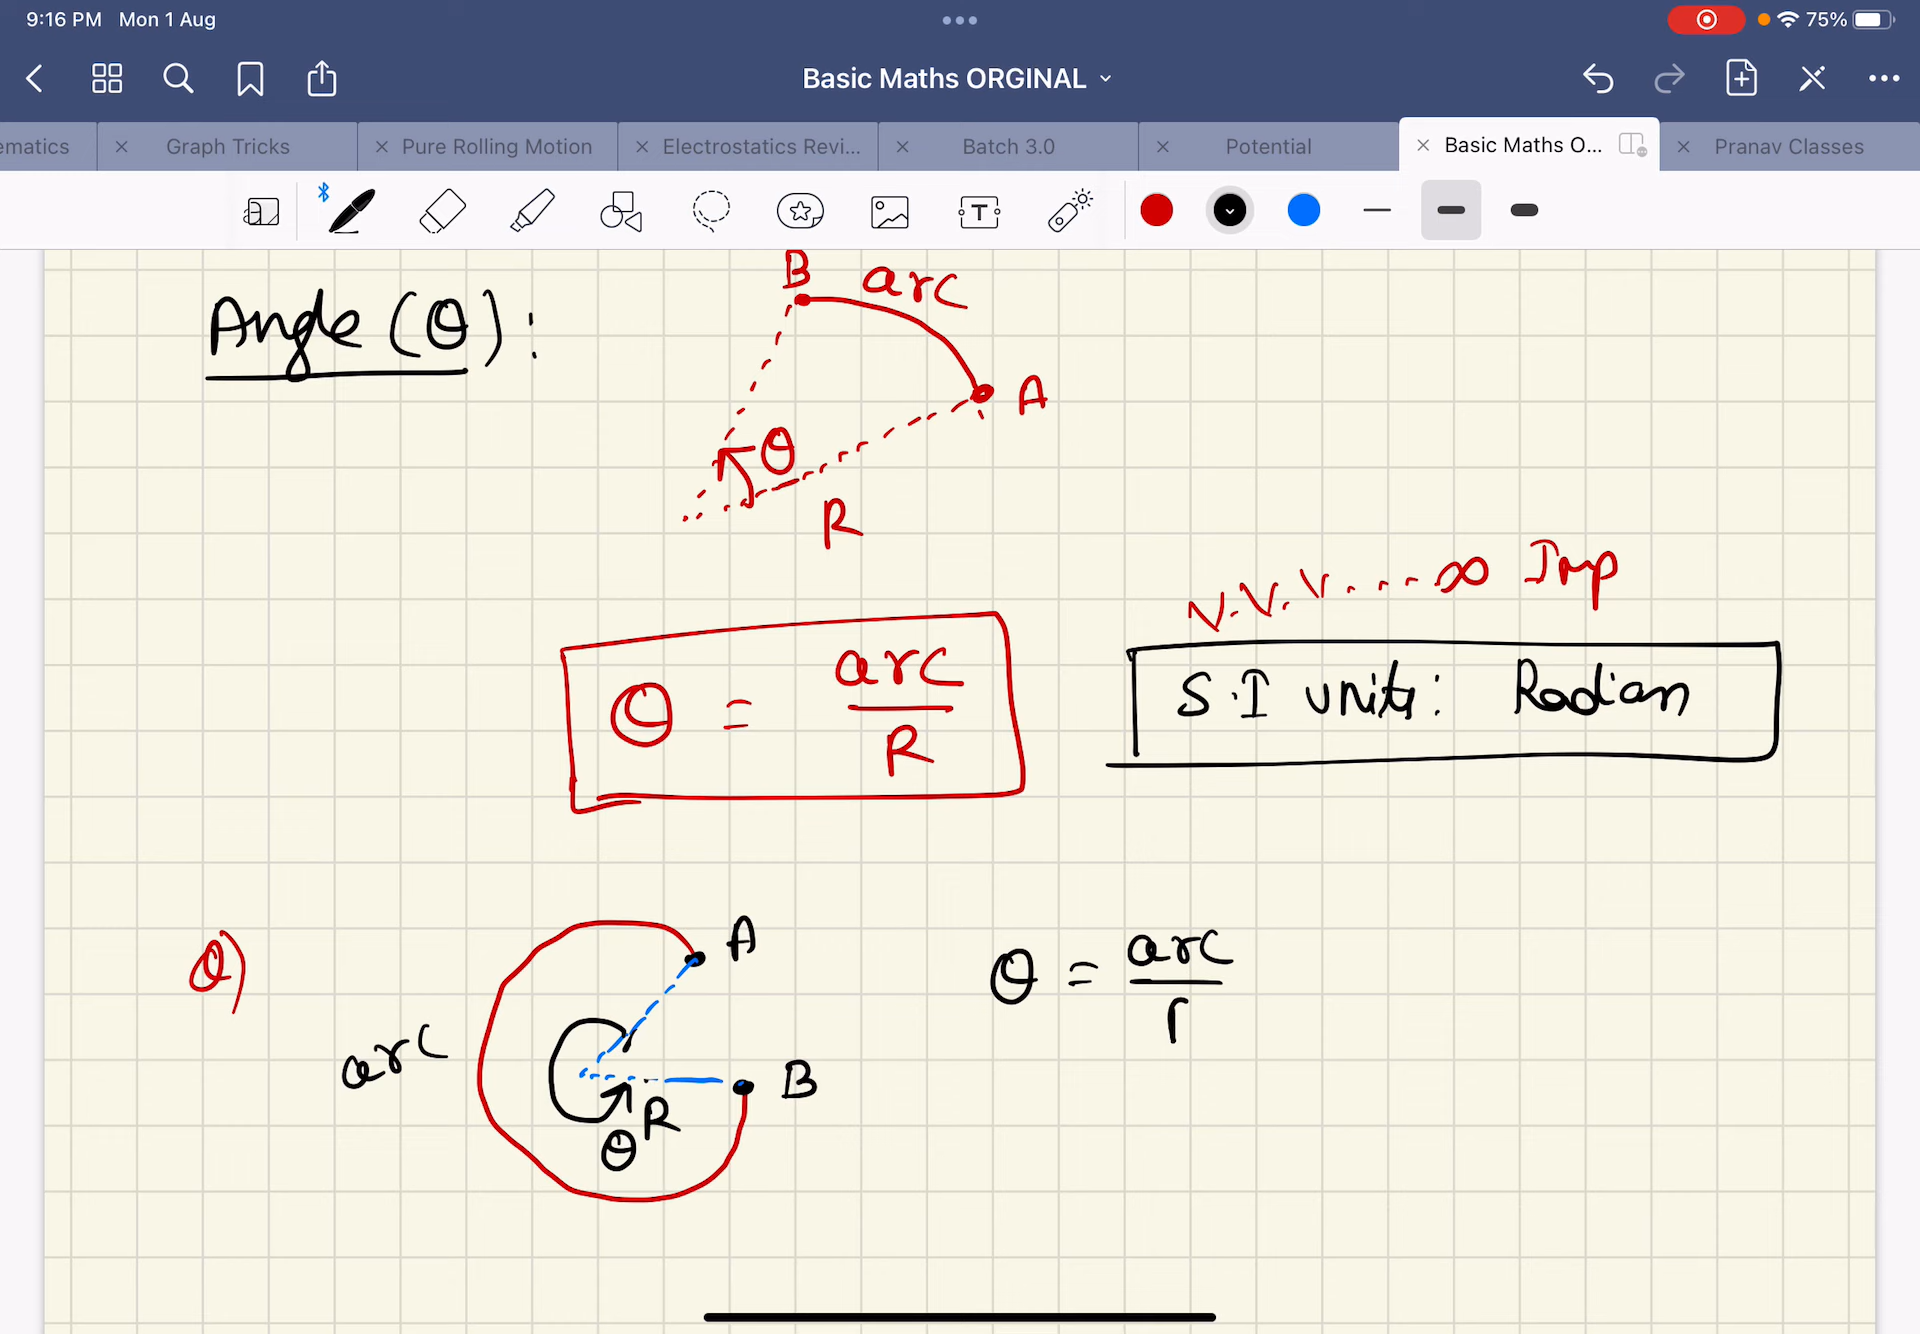 9:16 PM Mon 1 Aug
75%
Basic Maths ORGINAL
ematics
Graph Tricks
Pure Rolling Motion
Electrostatics Revi...
Batch 3.0
Potential
Basic Maths O...
Pranav Classes
a
T
Angle (θ) :
B arc
A
θ
R
V.V.V.... ∞ Imp
θ = arc / R
S.I units: Radian
Q)
A
arc
B
R
θ
θ = arc / r